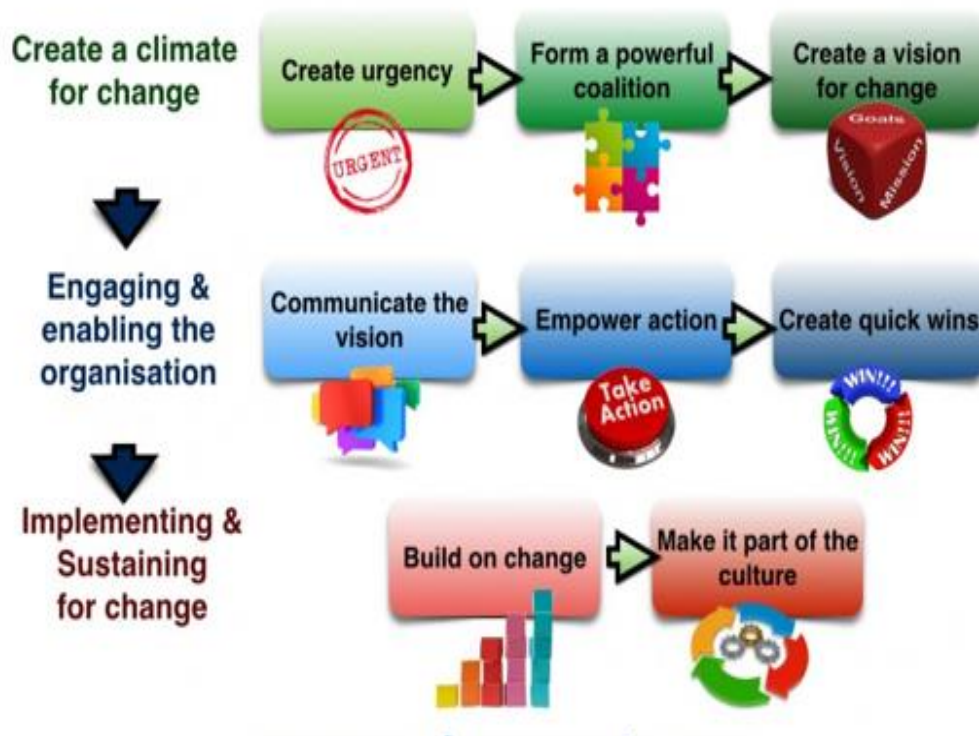 Create a climate
for change
Create urgency
URGENT
Form a powerful
coalition
Create a vision
for change
Goals
Vision
Mission
Engaging &
enabling the
organisation
Communicate the
vision
Empower action
Take
Action
Create quick wins
WIN!!!
WIN!!!
WIN!!!
Implementing &
Sustaining
for change
Build on change
Make it part of the
culture